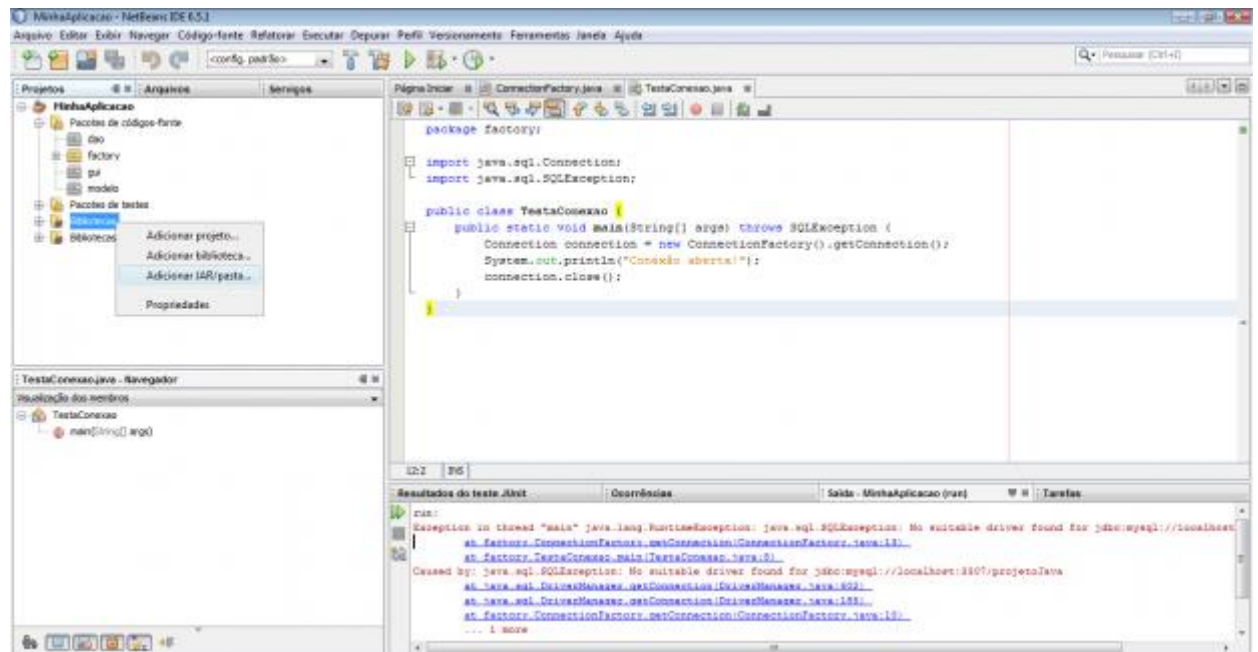 MinhaAplicacao - NetBeans IDE 6.5.1
Arquivo Editar Exibir Navegar Código-fonte Refatorar Executar Depurar Perfil Versionamento Ferramentas Janela Ajuda
<config. padrão>
Pesquisar (Ctrl+I)
Projetos Arquivos Serviços
MinhaAplicacao
Pacotes de códigos-fonte
dao
factory
gui
modelo
Pacotes de testes
Bibliotecas
Bibliotecas
Adicionar projeto...
Adicionar biblioteca...
Adicionar JAR/pasta...
Propriedades
Página Inicial ConnectionFactory.java TestaConexao.java
package factory;
import java.sql.Connection;
import java.sql.SQLException;
public class TestaConexao {
public static void main(String[] args) throws SQLException {
Connection connection = new ConnectionFactory().getConnection();
System.out.println("Conexão aberta!");
connection.close();
}
}
TestaConexao.java - Navegador
Visualização dos membros
TestaConexao
main(String[] args)
12:2 INS
Resultados do teste JUnit Ocorrências Saída - MinhaAplicacao (run) Tarefas
run:
Exception in thread "main" java.lang.RuntimeException: java.sql.SQLException: No suitable driver found for jdbc:mysql://localhost
at factory.ConnectionFactory.getConnection(ConnectionFactory.java:
at factory.TestaConexao.main(TestaConexao.java:8)
Caused by: java.sql.SQLException: No suitable driver found for jdbc:mysql://localhost:3307/projetoJava
at java.sql.DriverManager.getConnection(DriverManager.java:602)
at java.sql.DriverManager.getConnection(DriverManager.java:185)
at factory.ConnectionFactory.getConnection(ConnectionFactory.java:
... 1 more